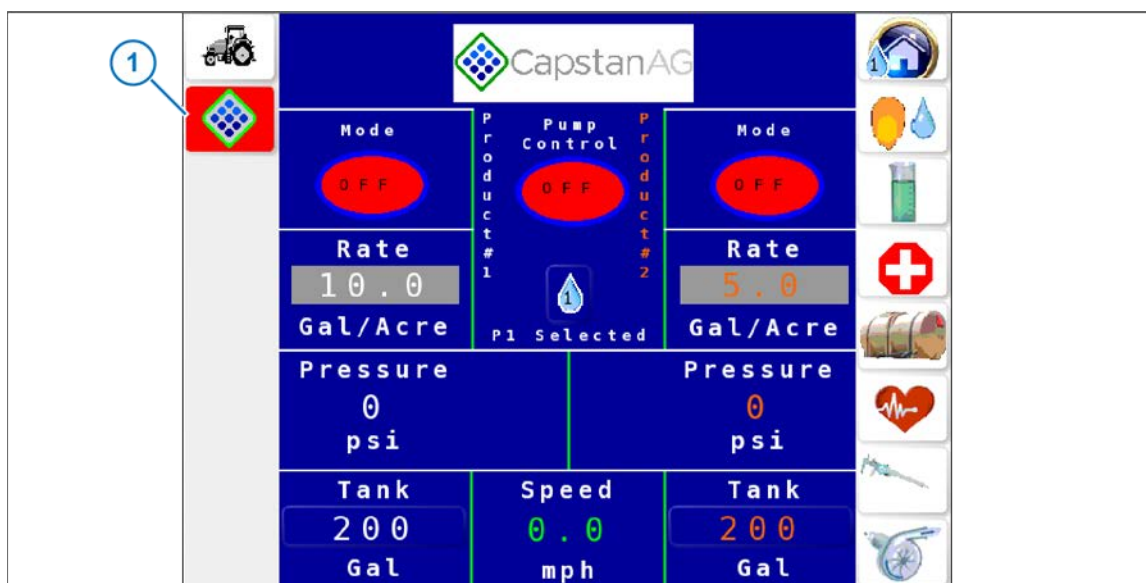 1
CapstanAG
1
Mode
Product#1
Pump
Control
Product#2
Mode
OFF
OFF
OFF
Rate
Rate
10.0
1
5.0
Gal/Acre
P1 Selected
Gal/Acre
Pressure
Pressure
0
0
psi
psi
Tank
Speed
Tank
200
0.0
200
Gal
mph
Gal